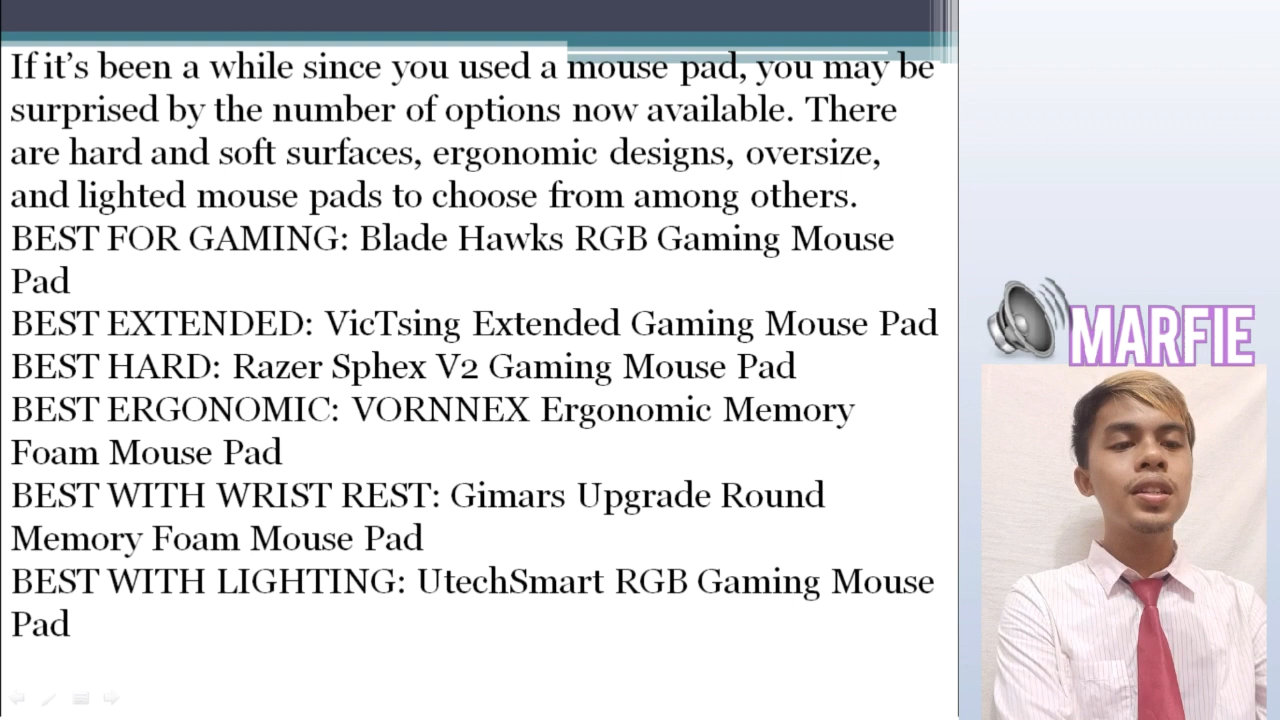 If it’s been a while since you used a mouse pad, you may be
surprised by the number of options now available. There
are hard and soft surfaces, ergonomic designs, oversize,
and lighted mouse pads to choose from among others.
BEST FOR GAMING: Blade Hawks RGB Gaming Mouse
Pad
BEST EXTENDED: VicTsing Extended Gaming Mouse Pad
BEST HARD: Razer Sphex V2 Gaming Mouse Pad
BEST ERGONOMIC: VORNNEX Ergonomic Memory
Foam Mouse Pad
BEST WITH WRIST REST: Gimars Upgrade Round
Memory Foam Mouse Pad
BEST WITH LIGHTING: UtechSmart RGB Gaming Mouse
Pad
MARFIE